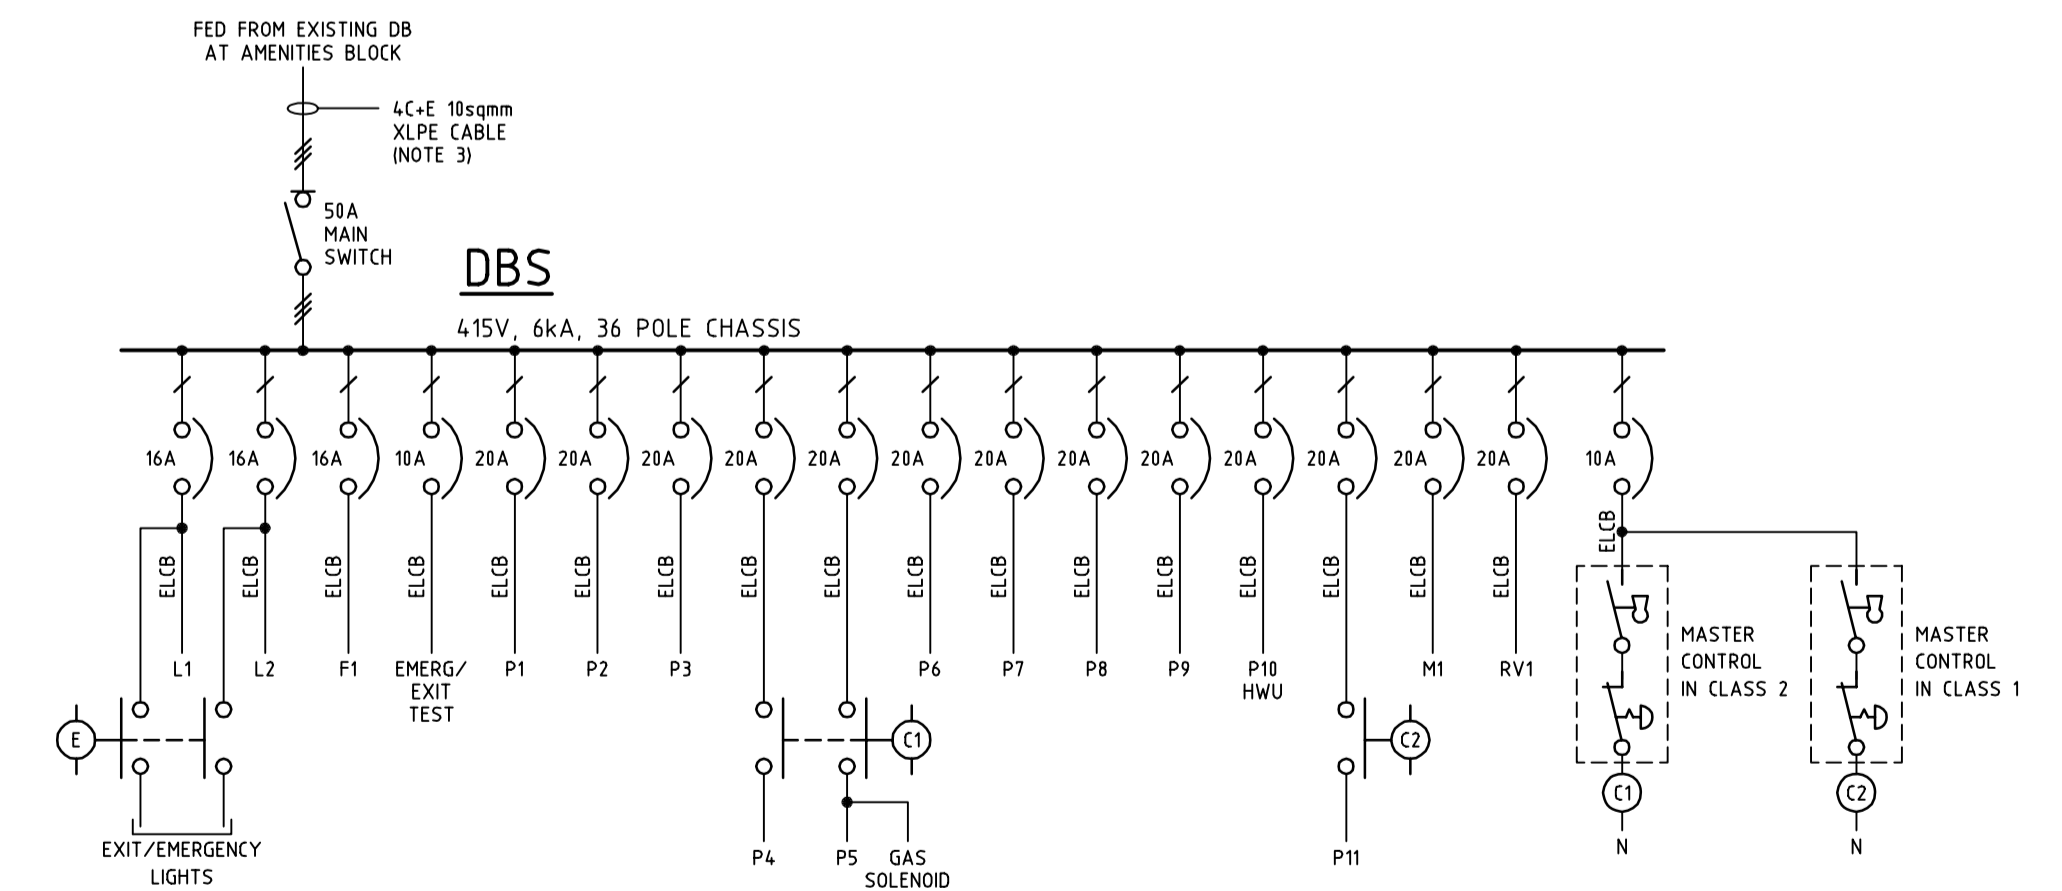 FED FROM EXISTING DB
AT AMENITIES BLOCK
4C+E 10sqmm
XLPE CABLE
(NOTE 3)
50A
MAIN
SWITCH
DBS
415V, 6kA, 36 POLE CHASSIS
16A 16A 16A 10A 20A 20A 20A 20A 20A 20A 20A 20A 20A 20A 20A 20A 20A 10A
ELCB ELCB ELCB ELCB ELCB ELCB ELCB ELCB ELCB ELCB ELCB ELCB ELCB ELCB ELCB ELCB ELCB ELCB
L1 L2 F1 EMERG/ P1 P2 P3 P6 P7 P8 P9 P10 M1 RV1
EXIT HWU
TEST
MASTER
CONTROL
IN CLASS 2
MASTER
CONTROL
IN CLASS 1
E C1 C2
C1 C2
N N
EXIT/EMERGENCY
LIGHTS
P4 P5 GAS P11
SOLENOID